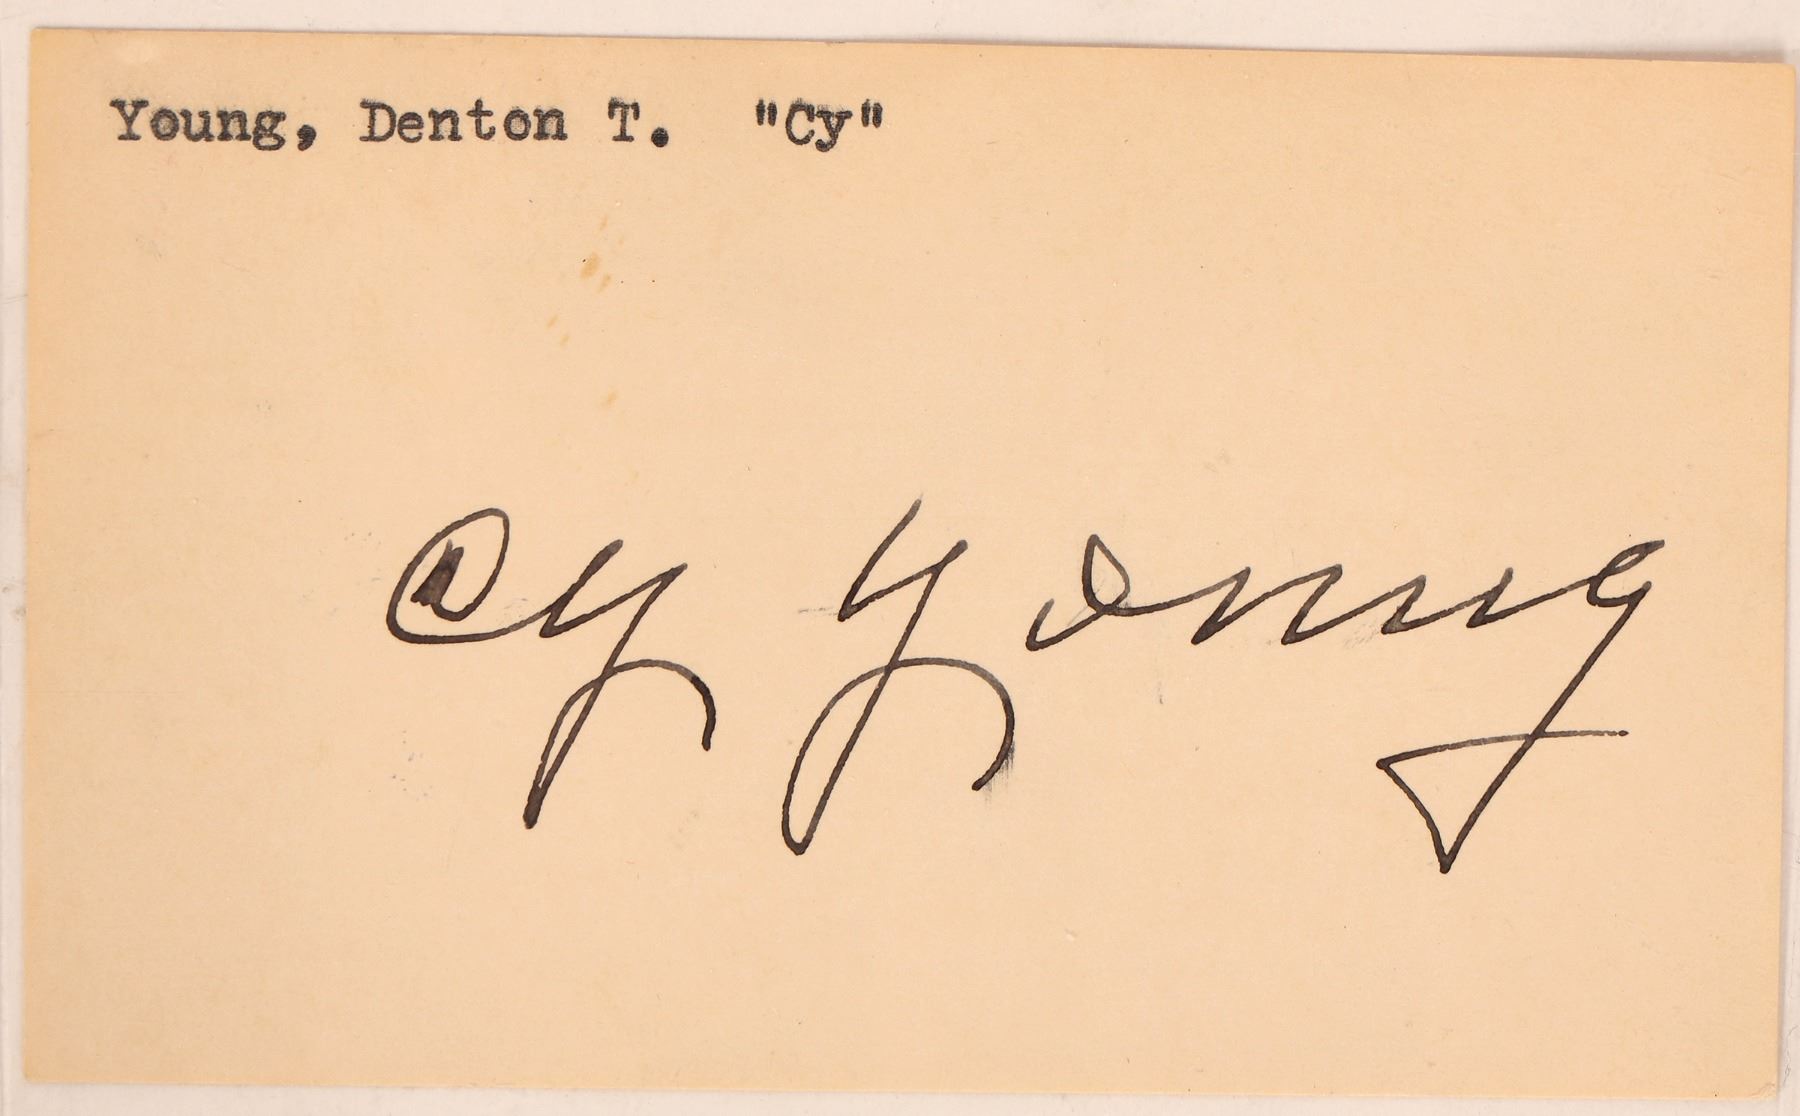 Young, Denton T. "Cy"
Cy Young